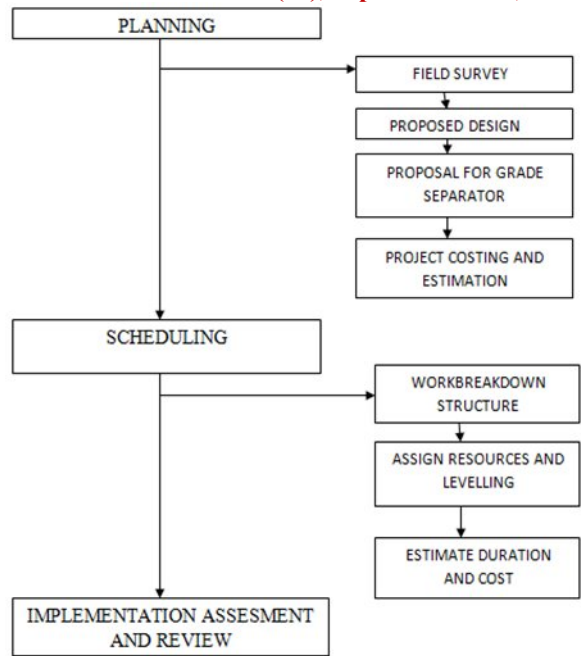 PLANNING
FIELD SURVEY
PROPOSED DESIGN
PROPOSAL FOR GRADE
SEPARATOR
PROJECT COSTING AND
ESTIMATION
SCHEDULING
WORKBREAKDOWN
STRUCTURE
ASSIGN RESOURCES AND
LEVELLING
ESTIMATE DURATION
AND COST
IMPLEMENTATION ASSESMENT
AND REVIEW